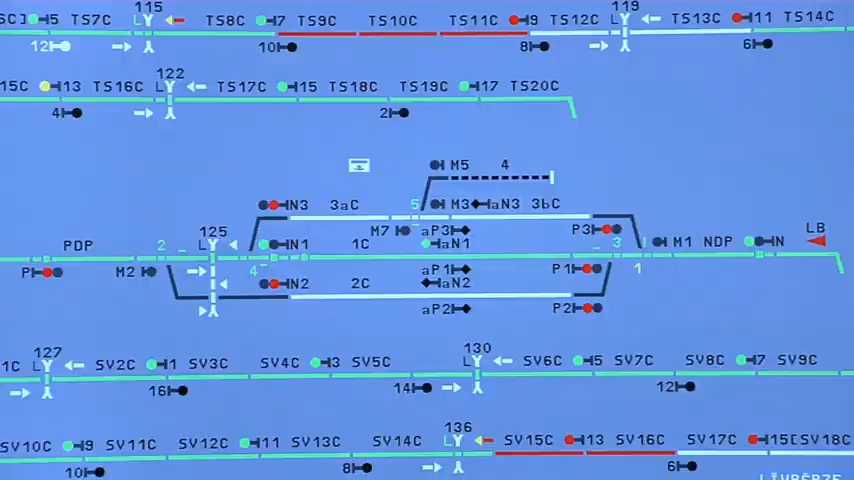 115 119
SC] 5 TS7C L TS8C 7 TS9C TS10C TS11C 9 TS12C L TS13C 11 TS14C
12 10 8 6
122
15C 13 TS16C L TS17C 15 TS18C TS19C 17 TS20C
4 2
M5 4
N3 3aC 5 M3 aN3 3bC
125 M7 aP3 P3 LB
PDP 2 L N1 1C aN1 3 M1 NDP N
P M2 4 aP1 P1 1
N2 2C aN2
aP2 P2
127 130
1C L SV2C 1 SV3C SV4C 3 SV5C L SV6C 5 SV7C SV8C 7 SV9C
16 14 12
136
SV10C 9 SV11C SV12C 11 SV13C SV14C L SV15C 13 SV16C SV17C 15 SV18C
10 8 6
LĪVBĒRZE